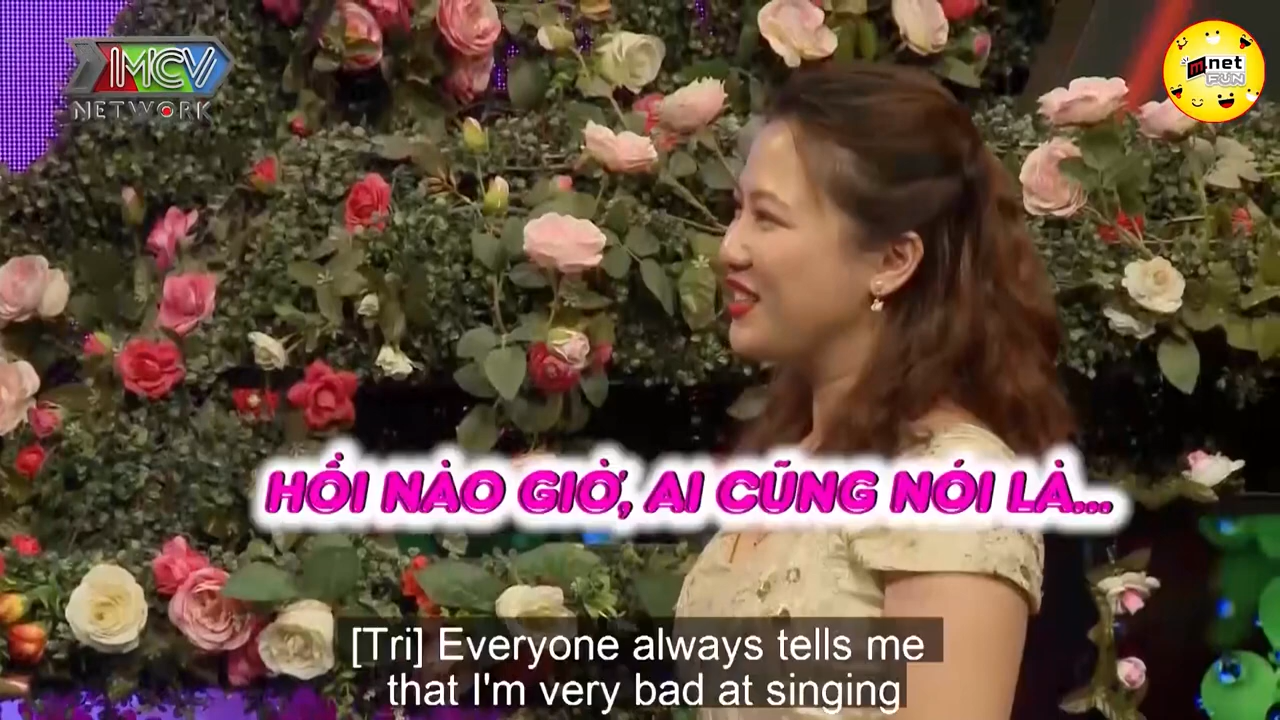 MCV
NETWORK
mnet
FUN
HỒI NÀO GIỜ, AI CŨNG NÓI LÀ...
[Tri] Everyone always tells me
that I'm very bad at singing